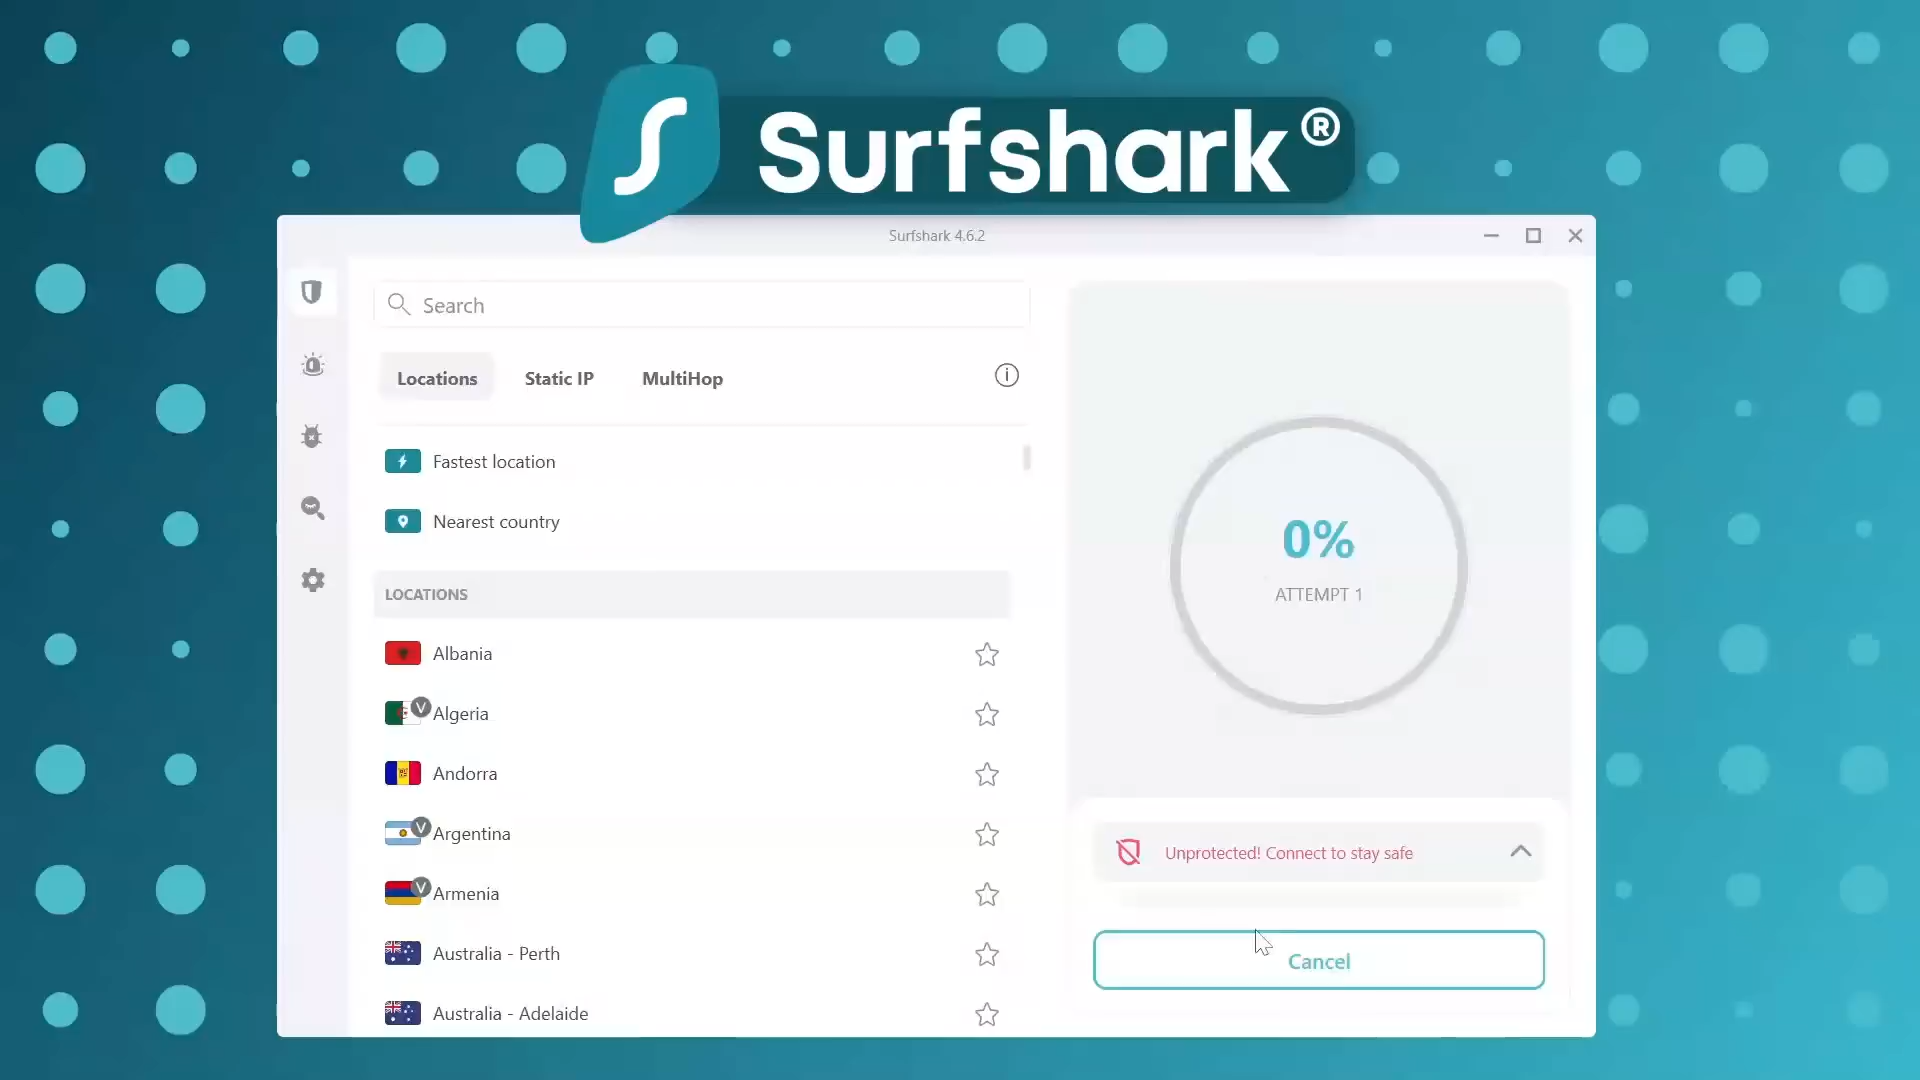 Surfshark®
Surfshark 4.6.2
Search
Locations
Static IP
MultiHop
Fastest location
Nearest country
LOCATIONS
Albania
V
Algeria
Andorra
V
Argentina
V
Armenia
Australia - Perth
Australia - Adelaide
0%
ATTEMPT 1
Unprotected! Connect to stay safe
Cancel